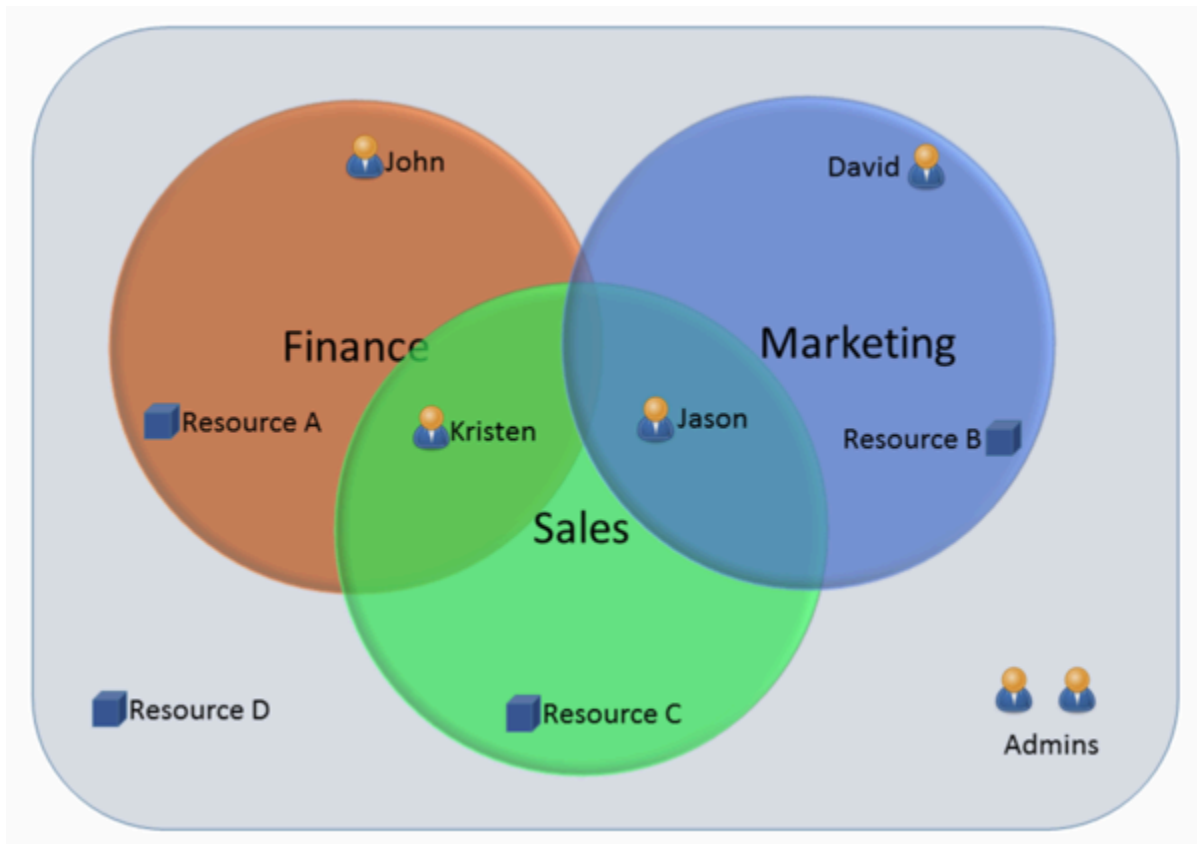 John
David
Finance
Marketing
Resource A
Kristen
Jason
Resource B
Sales
Resource D
Resource C
Admins